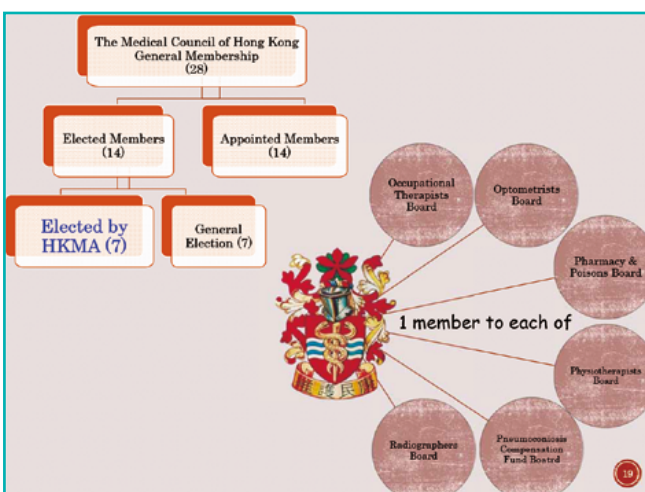 The Medical Council of Hong Kong
General Membership
(28)
Elected Members
(14)
Appointed Members
(14)
Elected by
HKMA (7)
General
Election (7)
Occupational
Therapists
Board
Optometrists
Board
Pharmacy &
Poisons Board
1 member to each of
Physiotherapists
Board
Radiographers
Board
Pneumoconiosis
Compensation
Fund Boatrd
19